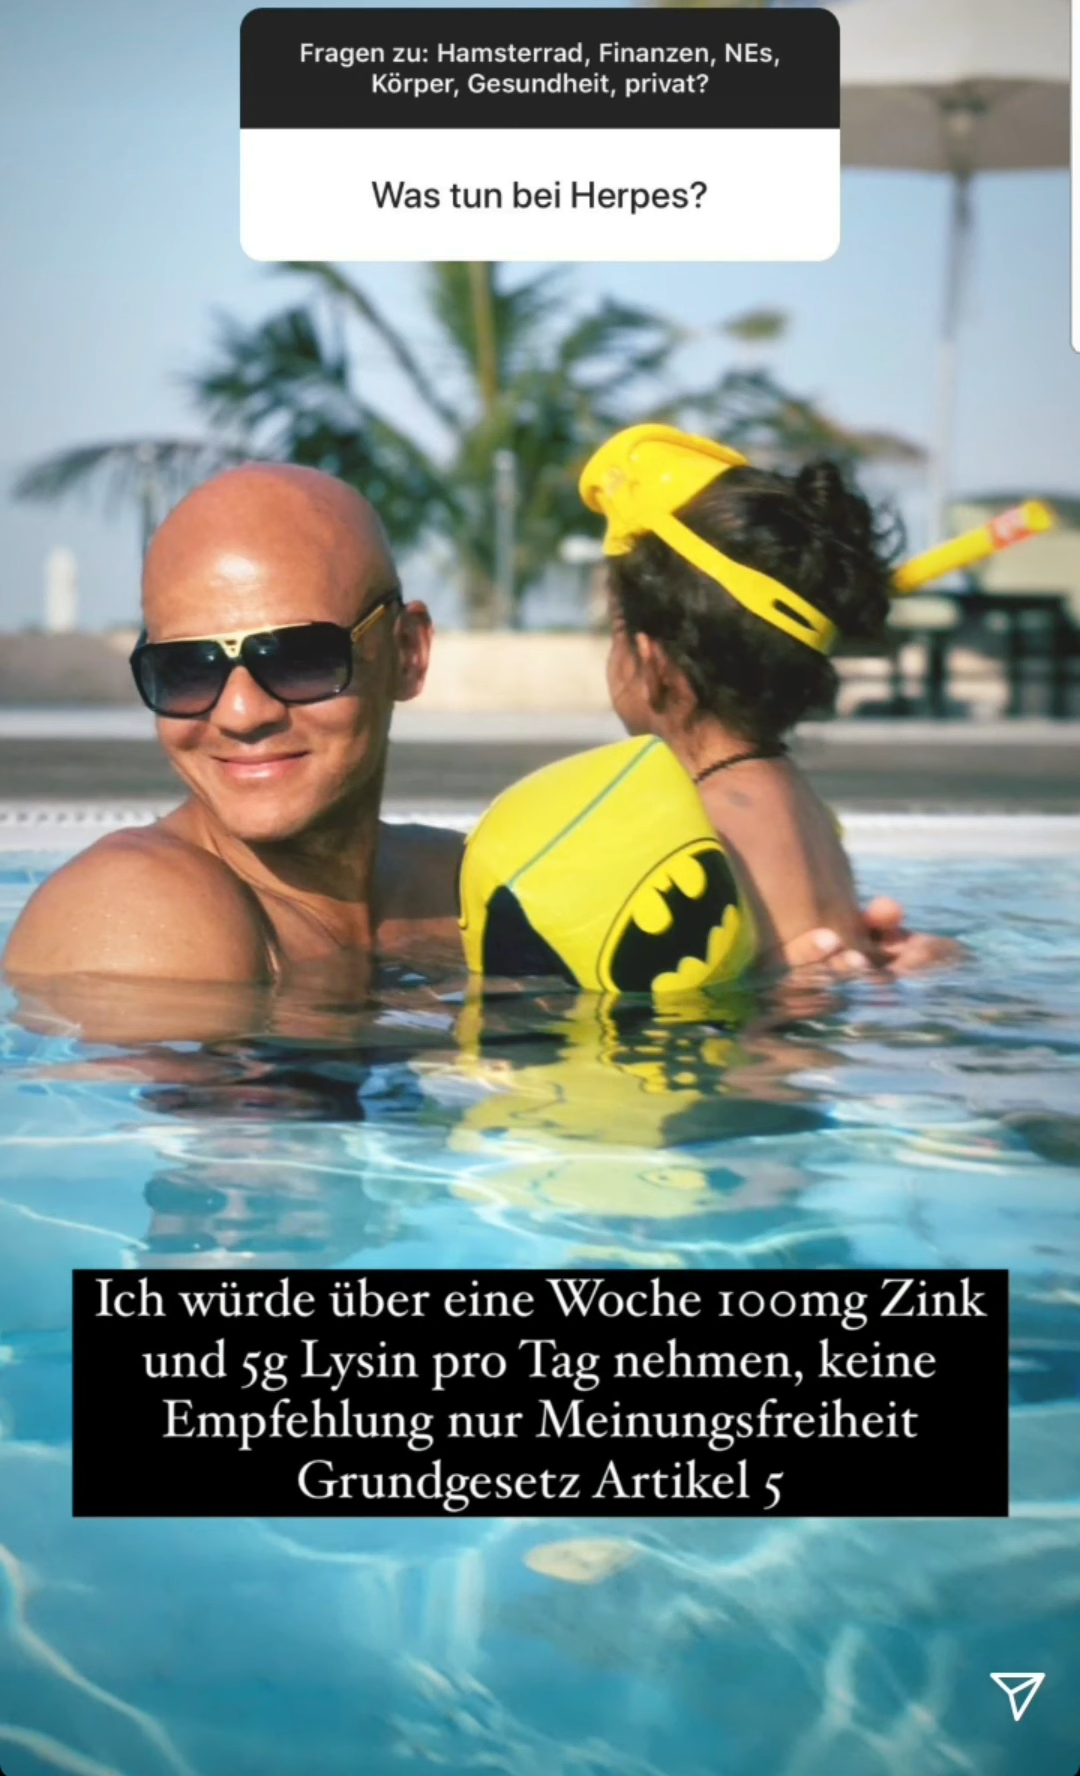 Fragen zu: Hamsterrad, Finanzen, NEs,
Körper, Gesundheit, privat?
Was tun bei Herpes?
Ich würde über eine Woche 100mg Zink
und 5g Lysin pro Tag nehmen, keine
Empfehlung nur Meinungsfreiheit
Grundgesetz Artikel 5